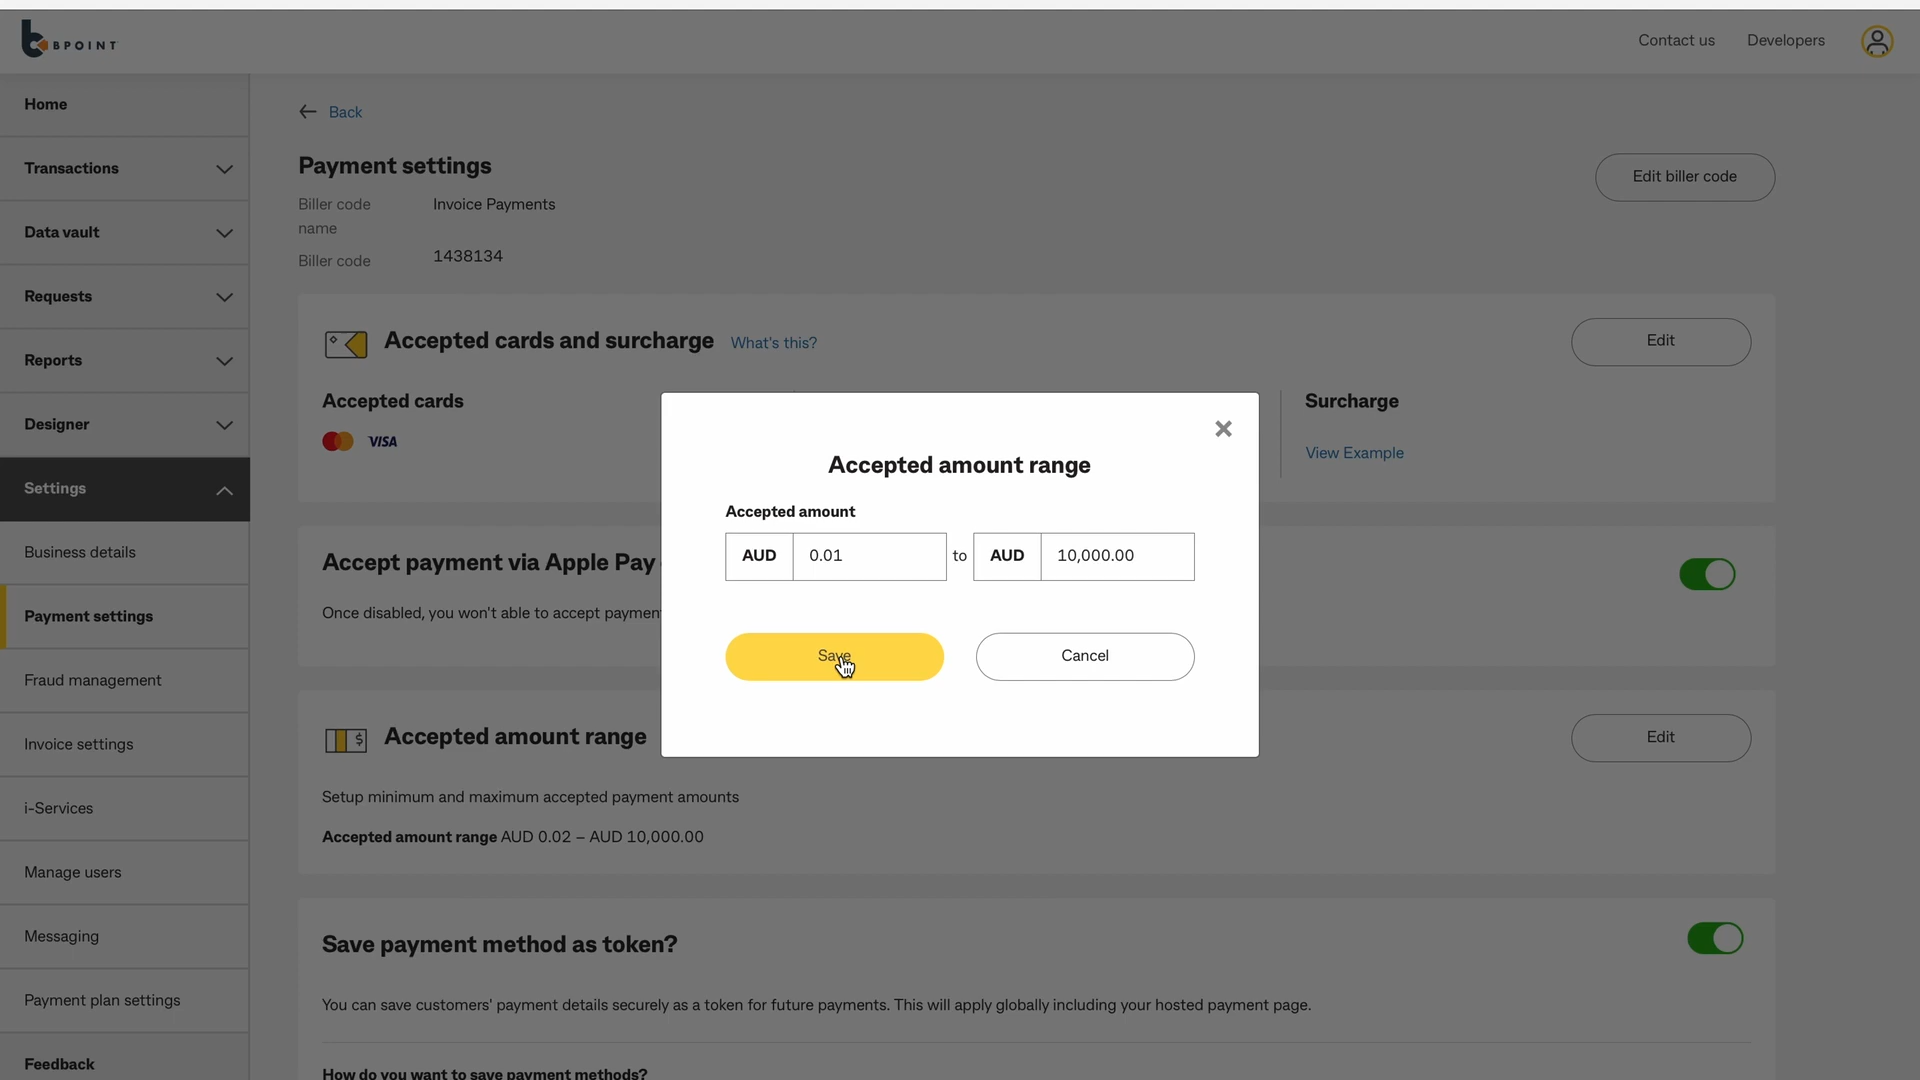 BPOINT
Contact us
Developers
Home
Transactions
Data vault
Requests
Reports
Designer
Settings
Business details
Payment settings
Fraud management
Invoice settings
i-Services
Manage users
Messaging
Payment plan settings
Feedback
Back
Payment settings
Edit biller code
Biller code name
Invoice Payments
Biller code
1438134
Accepted cards and surcharge What's this?
Edit
Accepted cards
VISA
Surcharge
View Example
Accept payment via Apple Pay
Once disabled, you won't able to accept paymen
Accepted amount range
Edit
Setup minimum and maximum accepted payment amounts
Accepted amount range AUD 0.02 – AUD 10,000.00
Save payment method as token?
You can save customers' payment details securely as a token for future payments. This will apply globally including your hosted payment page.
How do you want to save payment methods?
Accepted amount range
Accepted amount
AUD 0.01 to AUD 10,000.00
Save
Cancel